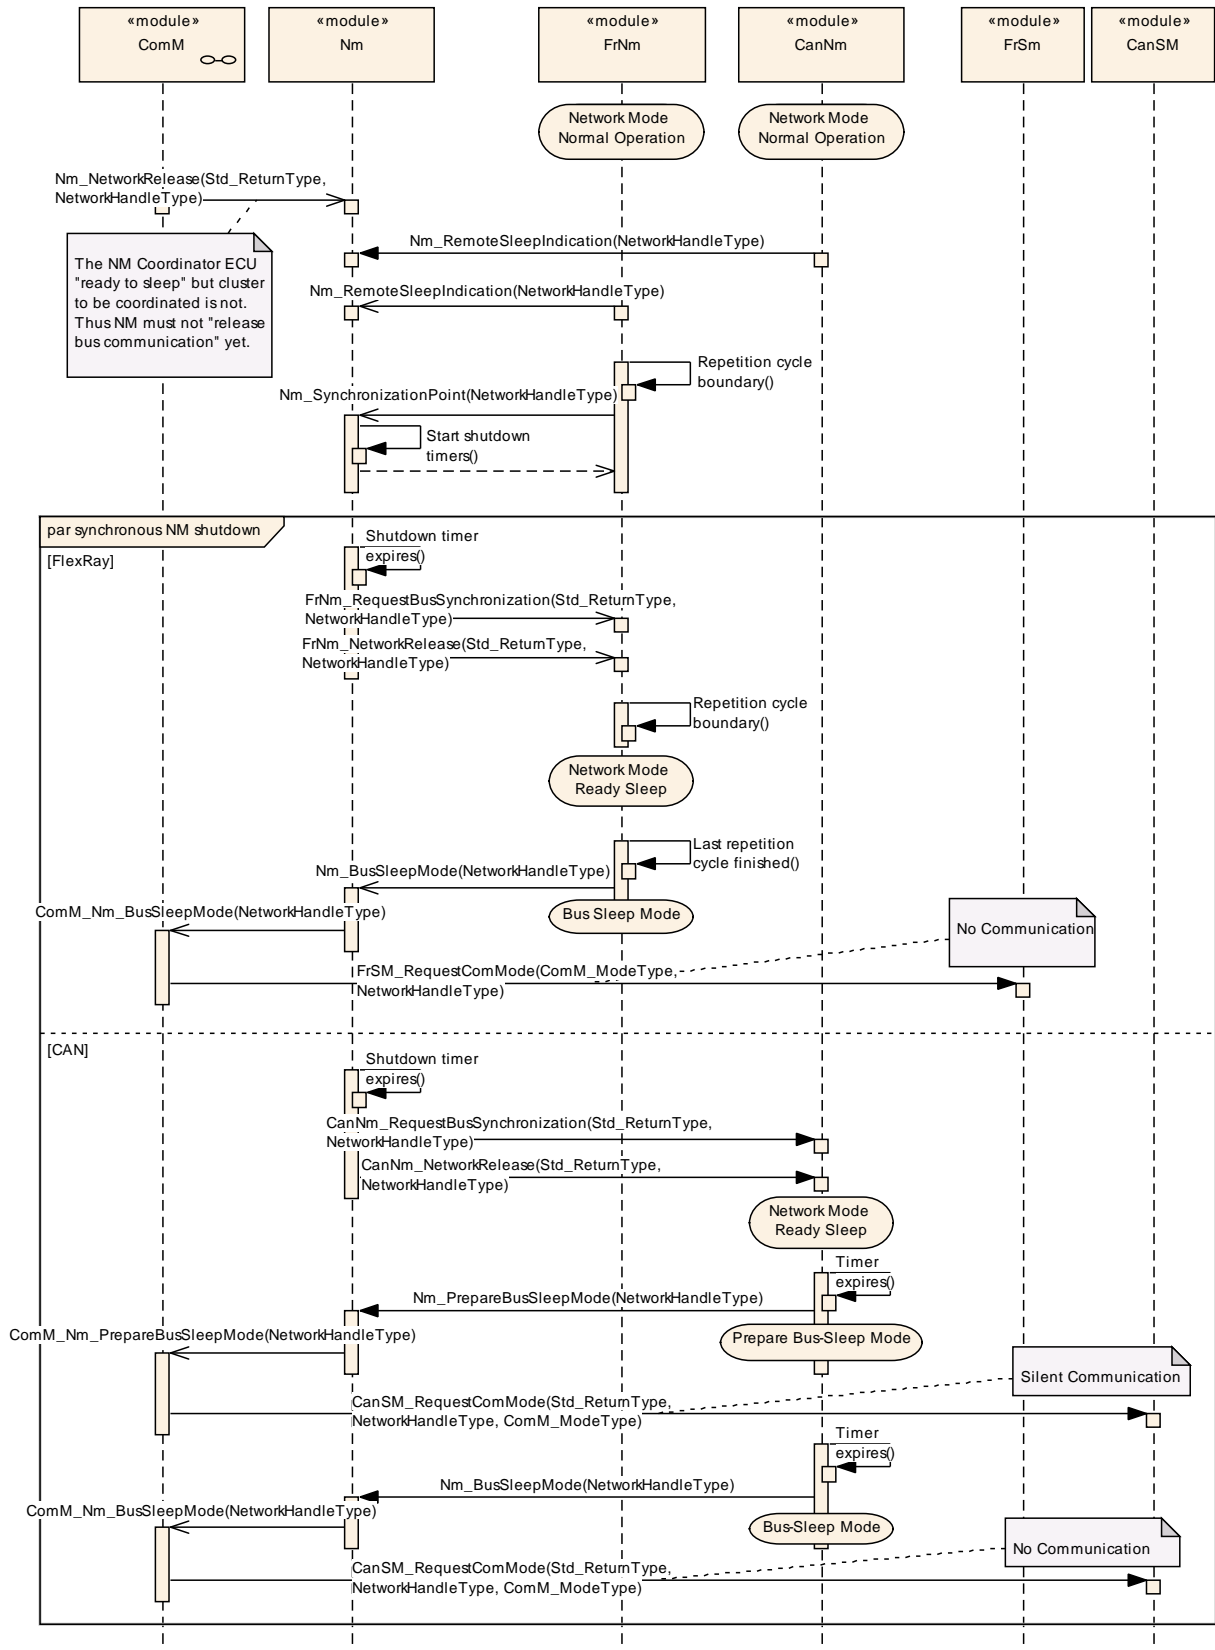 «module»
ComM
«module»
Nm
«module»
FrNm
«module»
CanNm
«module»
FrSm
«module»
CanSM
Network Mode
Normal Operation
Network Mode
Normal Operation
Nm_NetworkRelease(Std_ReturnType,
NetworkHandleType)
Nm_RemoteSleepIndication(NetworkHandleType)
The NM Coordinator ECU
"ready to sleep" but cluster
to be coordinated is not.
Thus NM must not "release
bus communication" yet.
Nm_RemoteSleepIndication(NetworkHandleType)
Repetition cycle
boundary()
Nm_SynchronizationPoint(NetworkHandleType)
Start shutdown
timers()
par synchronous NM shutdown
[FlexRay]
Shutdown timer
expires()
FrNm_RequestBusSynchronization(Std_ReturnType,
NetworkHandleType)
FrNm_NetworkRelease(Std_ReturnType,
NetworkHandleType)
Repetition cycle
boundary()
Network Mode
Ready Sleep
Last repetition
cycle finished()
Nm_BusSleepMode(NetworkHandleType)
Bus Sleep Mode
ComM_Nm_BusSleepMode(NetworkHandleType)
No Communication
FrSM_RequestComMode(ComM_ModeType,
NetworkHandleType)
[CAN]
Shutdown timer
expires()
CanNm_RequestBusSynchronization(Std_ReturnType,
NetworkHandleType)
CanNm_NetworkRelease(Std_ReturnType,
NetworkHandleType)
Network Mode
Ready Sleep
Timer
expires()
Nm_PrepareBusSleepMode(NetworkHandleType)
ComM_Nm_PrepareBusSleepMode(NetworkHandleType)
Prepare Bus-Sleep Mode
Silent Communication
CanSM_RequestComMode(Std_ReturnType,
NetworkHandleType, ComM_ModeType)
Timer
expires()
Nm_BusSleepMode(NetworkHandleType)
ComM_Nm_BusSleepMode(NetworkHandleType)
Bus-Sleep Mode
No Communication
CanSM_RequestComMode(Std_ReturnType,
NetworkHandleType, ComM_ModeType)